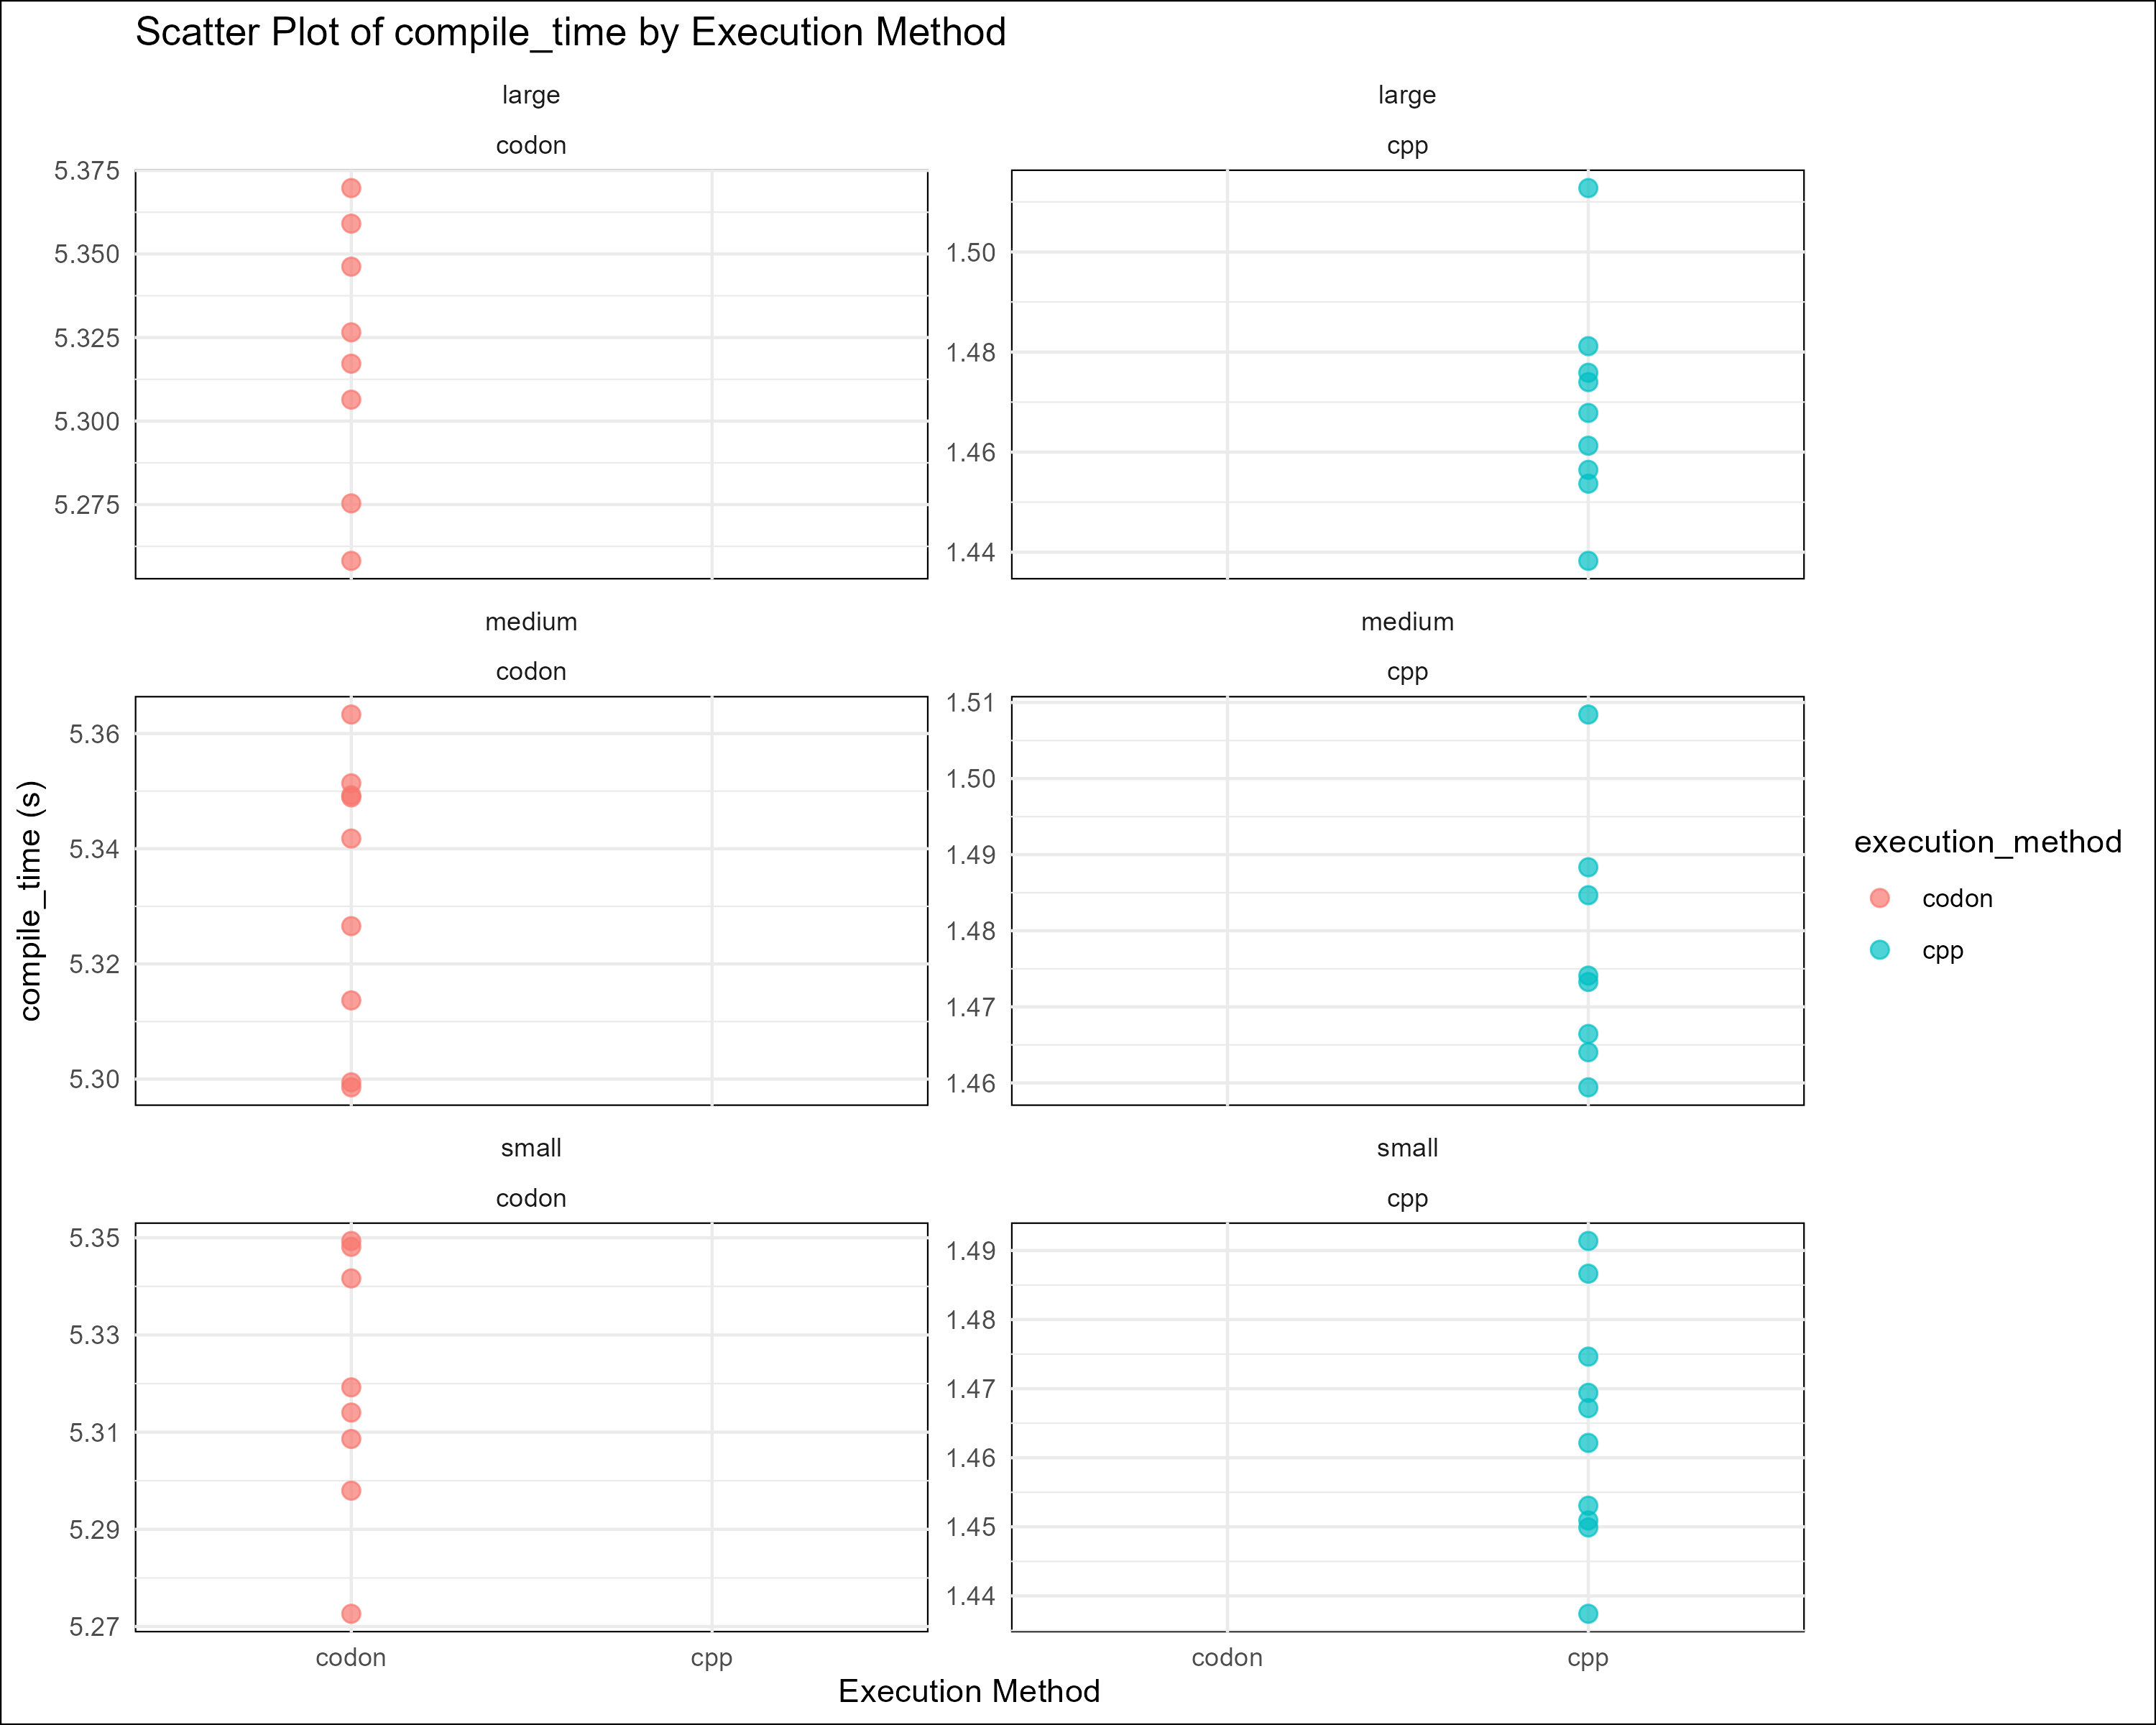 Scatter Plot of compile_time by Execution Method
large
codon
5.375
5.350
5.325
5.300
5.275
large
cpp
1.50
1.48
1.46
1.44
medium
codon
5.36
5.34
5.32
5.30
medium
cpp
1.51
1.50
1.49
1.48
1.47
1.46
small
codon
5.35
5.33
5.31
5.29
5.27
codon
cpp
small
cpp
1.49
1.48
1.47
1.46
1.45
1.44
codon
cpp
compile_time (s)
Execution Method
execution_method
codon
cpp